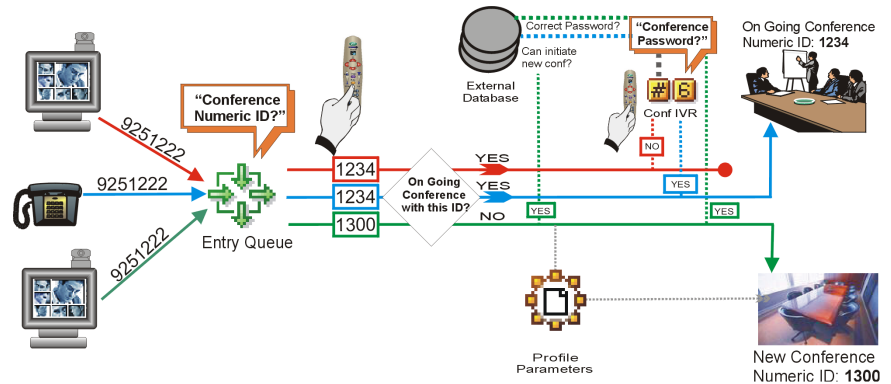 9251222
9251222
9251222
“Conference
Numeric ID?”
Entry Queue
1234
1234
1300
On Going
Conference
with this ID?
YES
YES
NO
External
Database
Correct Password?
Can initiate
new conf?
“Conference
Password?”
# 6
Conf IVR
NO
YES
YES
YES
On Going Conference
Numeric ID: 1234
Profile
Parameters
New Conference
Numeric ID: 1300